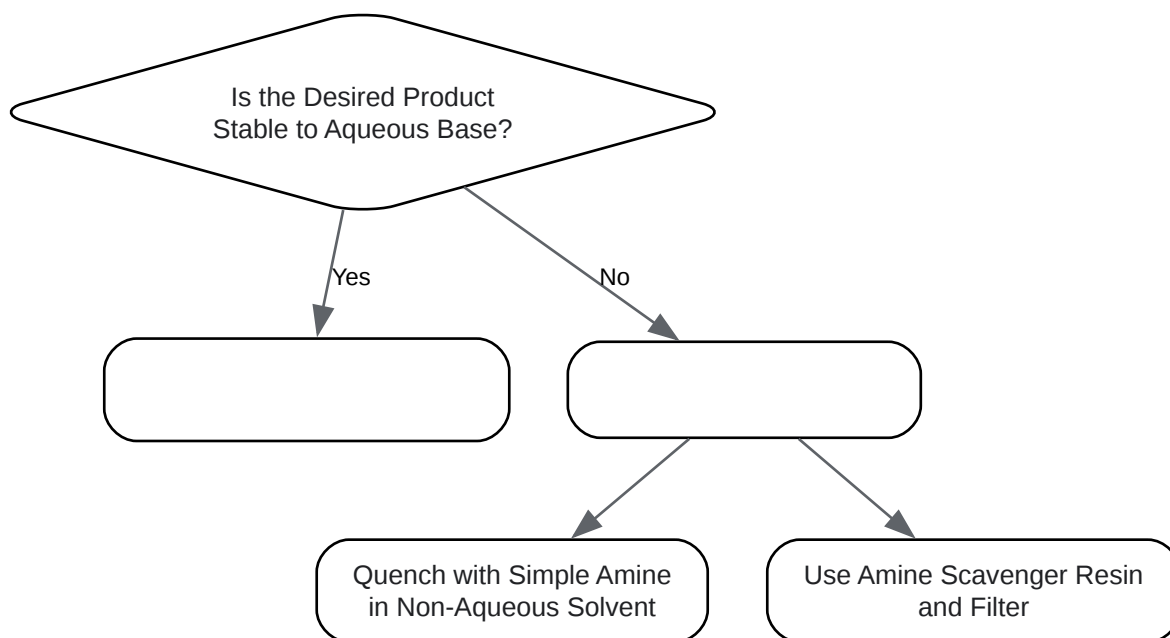 Is the Desired Product
Stable to Aqueous Base?
Yes
No
Quench with Simple Amine
in Non-Aqueous Solvent
Use Amine Scavenger Resin
and Filter